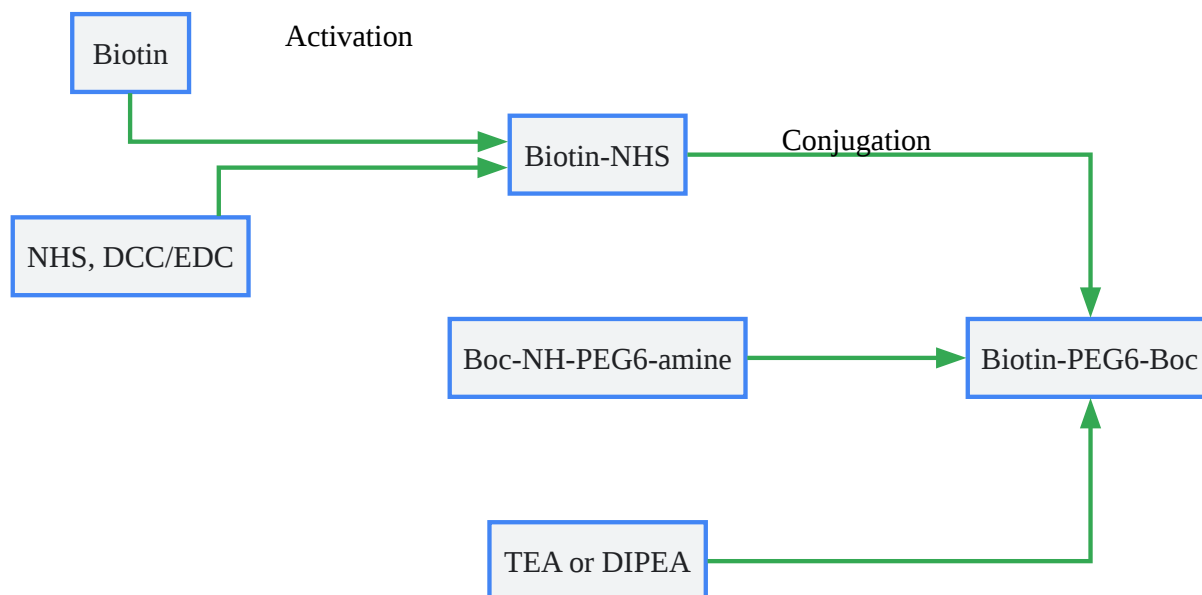 Activation
Biotin
Conjugation
Biotin-NHS
NHS, DCC/EDC
Boc-NH-PEG6-amine
Biotin-PEG6-Boc
TEA or DIPEA